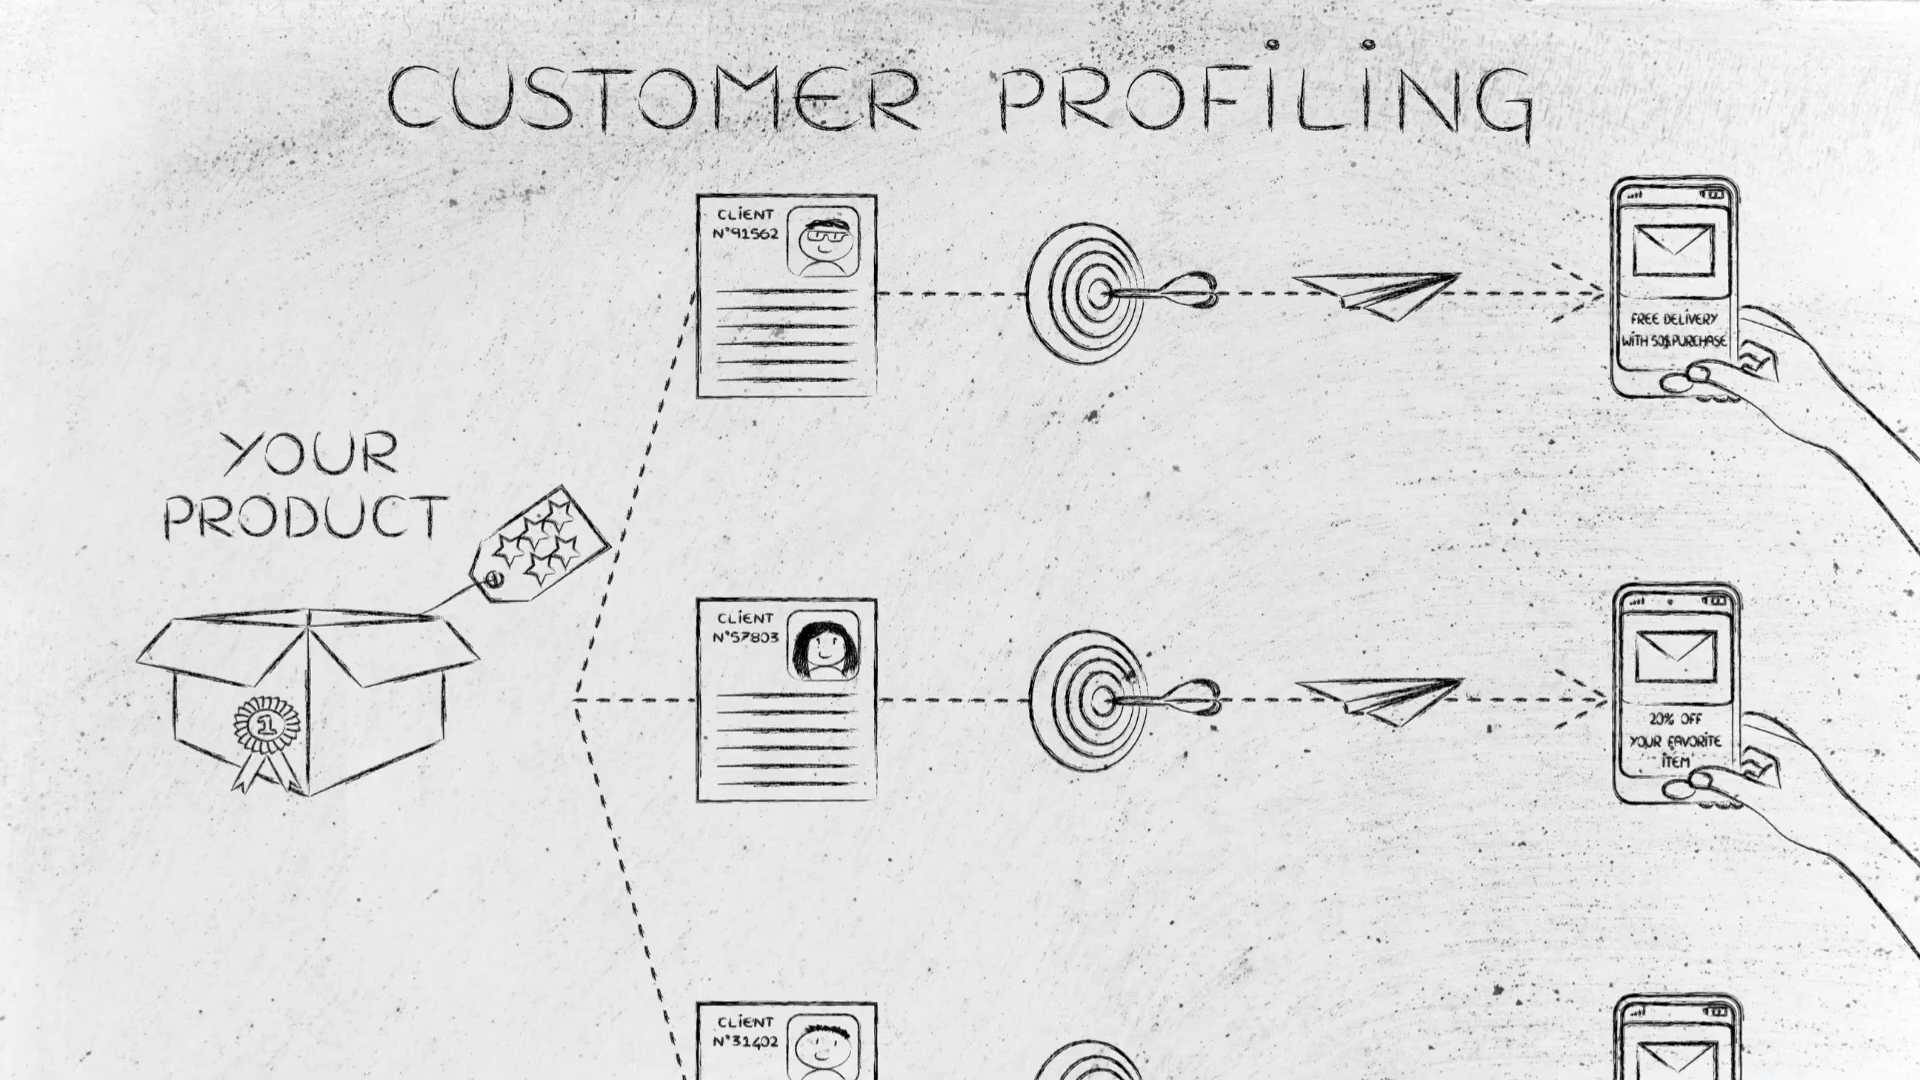 CUSTOMER PROFiLiNG
CLiENT
N°91562
FREE DELiVERY
WiTH 50$ PURCHASE
YOUR
PRODUCT
1
CLiENT
N°57803
20% OFF
YOUR FAVORiTE
iTEM
CLiENT
N°31402